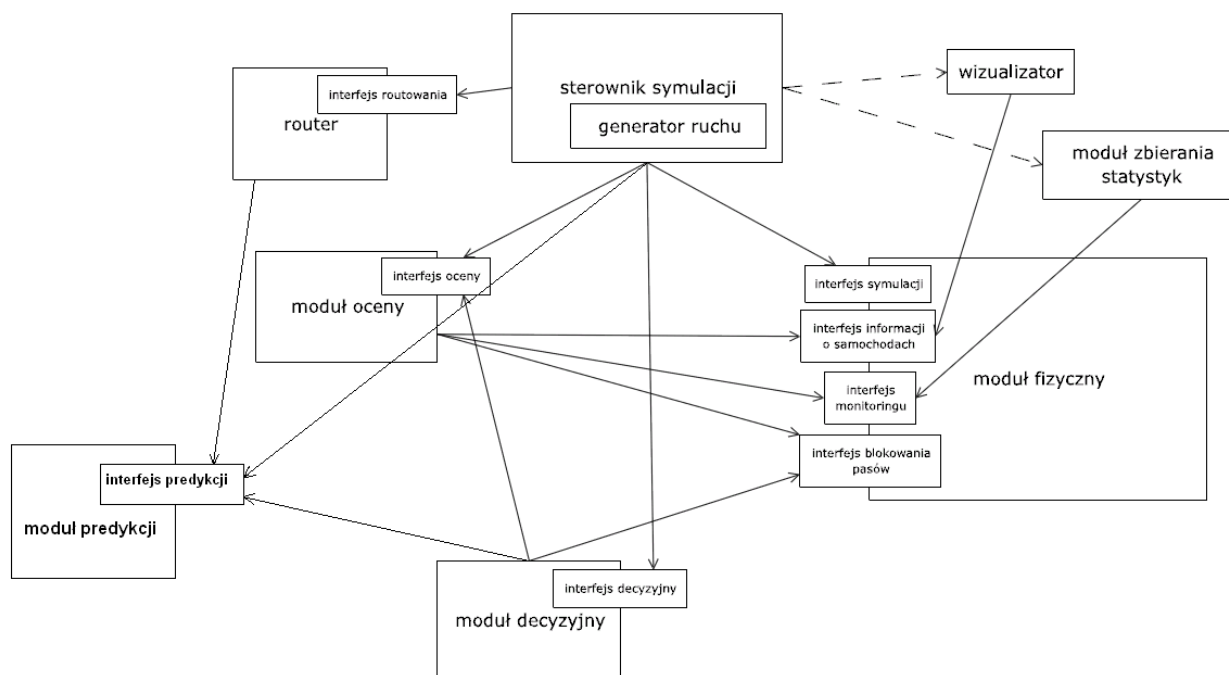 sterownik symulacji
generator ruchu
wizualizator
interfejs routowania
router
moduł zbierania
statystyk
interfejs oceny
moduł oceny
interfejs symulacji
interfejs informacji
o samochodach
interfejs
monitoringu
moduł fizyczny
interfejs blokowania
pasów
interfejs predykcji
moduł predykcji
interfejs decyzyjny
moduł decyzyjny